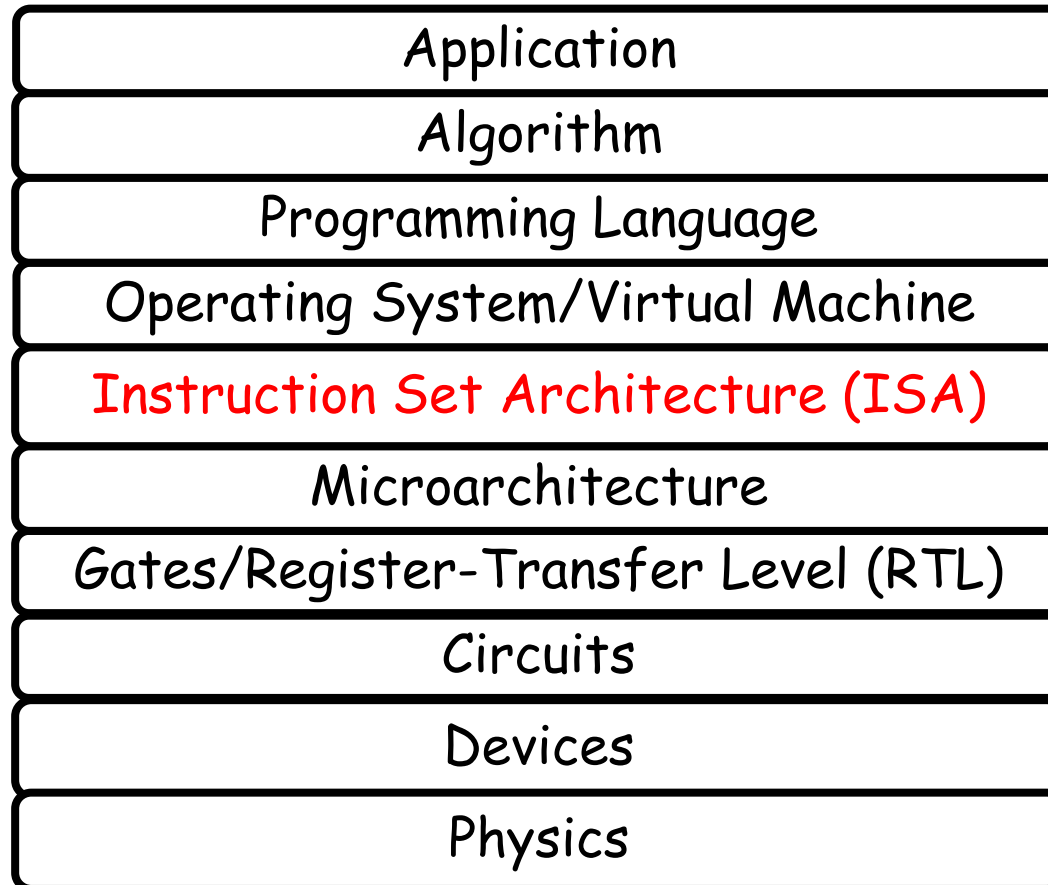 Application
Algorithm
Programming Language
Operating System/Virtual Machine
Instruction Set Architecture (ISA)
Microarchitecture
Gates/Register-Transfer Level (RTL)
Circuits
Devices
Physics